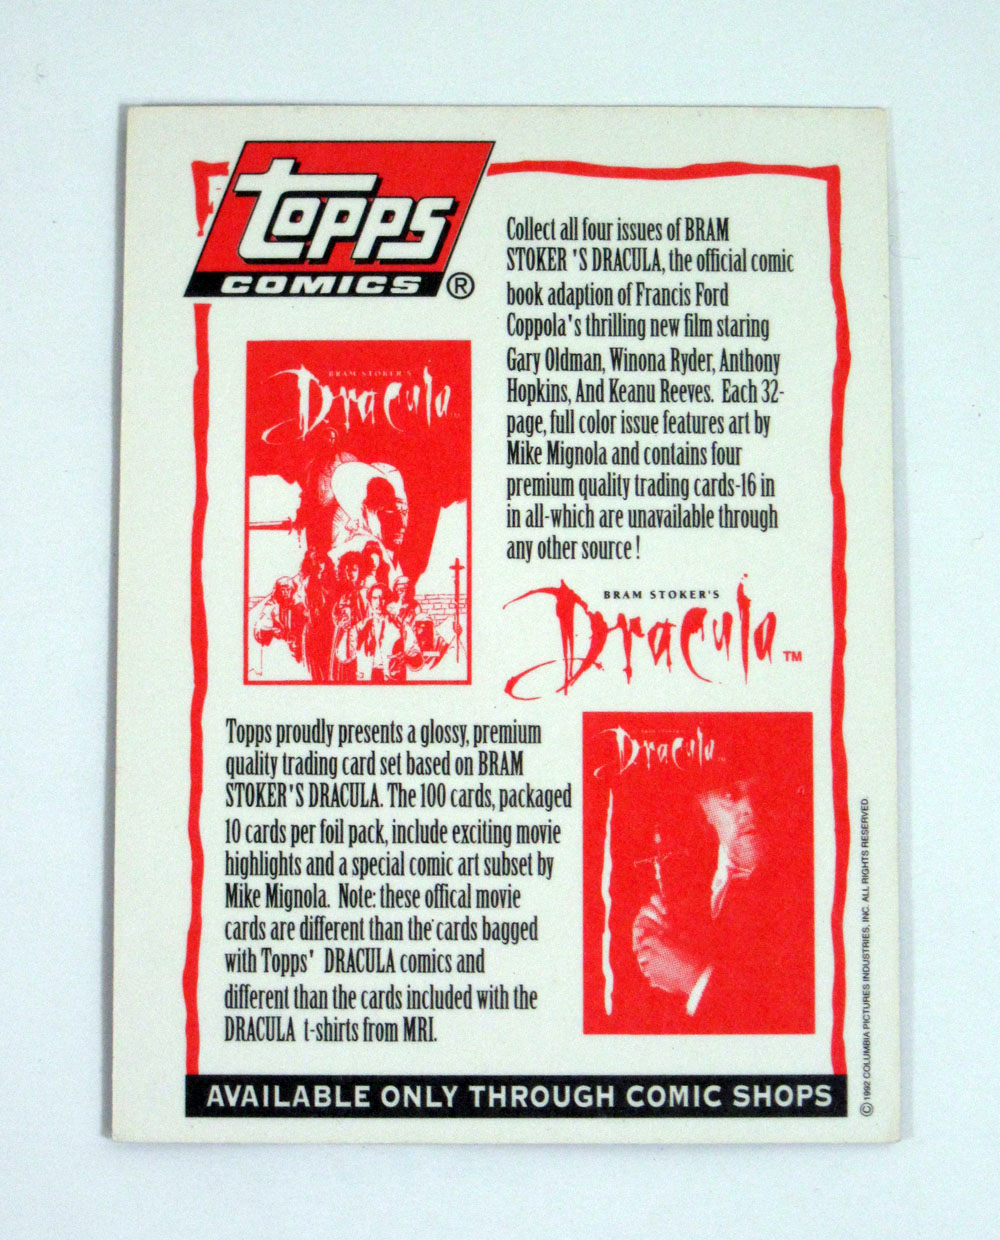 Topps
COMICS ®
Collect all four issues of BRAM
STOKER 'S DRACULA, the official comic
book adaption of Francis Ford
Coppola's thrilling new film staring
Gary Oldman, Winona Ryder, Anthony
Hopkins, And Keanu Reeves. Each 32-
page, full color issue features art by
Mike Mignola and contains four
premium quality trading cards-16 in
in all-which are unavailable through
any other source!
BRAM STOKER'S
Dracula
BRAM STOKER'S
Dracula™
Topps proudly presents a glossy, premium
quality trading card set based on BRAM
STOKER'S DRACULA. The 100 cards, packaged
10 cards per foil pack, include exciting movie
highlights and a special comic art subset by
Mike Mignola. Note: these offical movie
cards are different than the cards bagged
with Topps' DRACULA comics and
different than the cards included with the
DRACULA t-shirts from MRI.
Dracula
AVAILABLE ONLY THROUGH COMIC SHOPS
© 1992 COLUMBIA PICTURES INDUSTRIES, INC. ALL RIGHTS RESERVED.